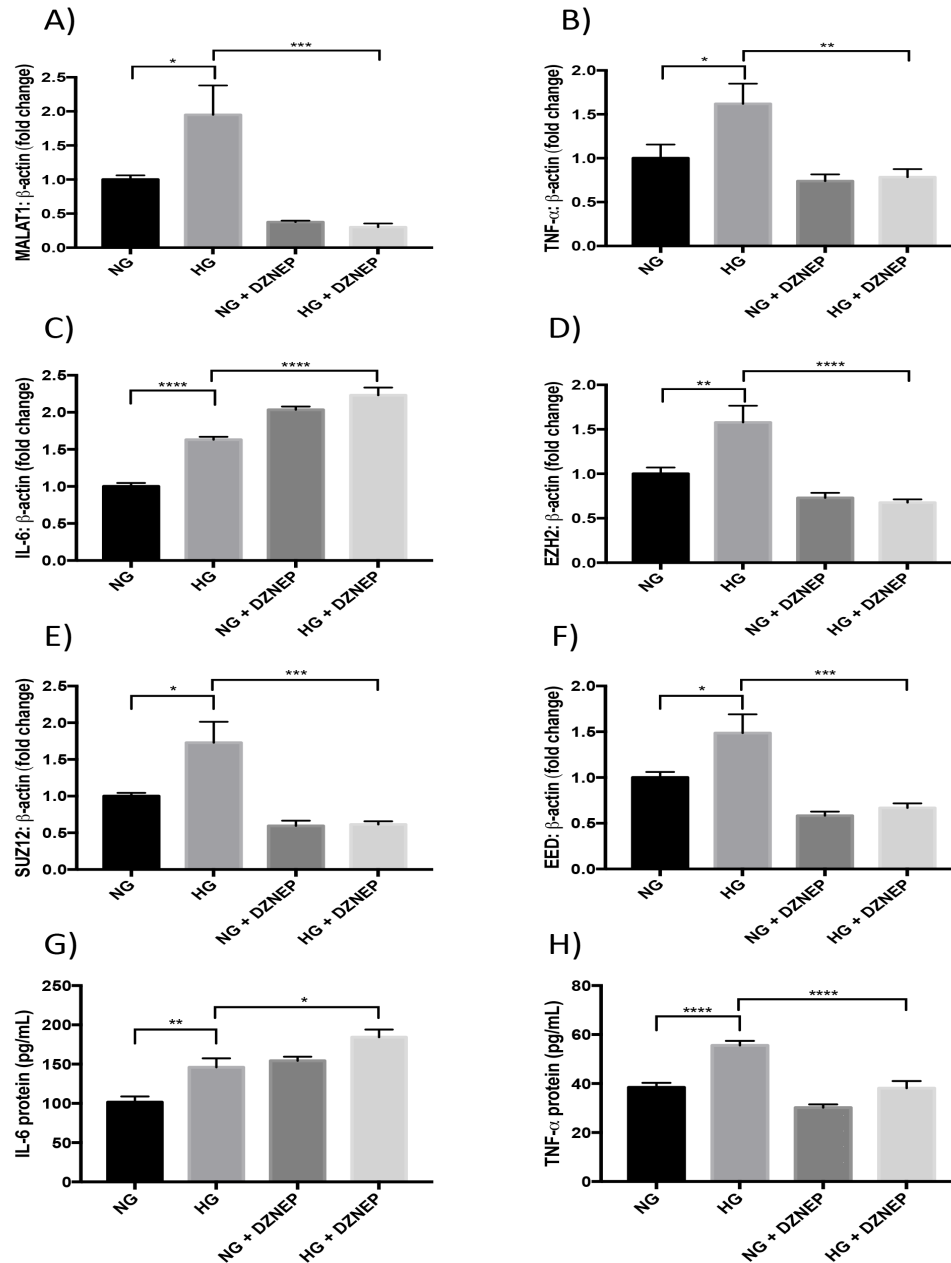 A)
MALAT1: β-actin (fold change)
2.5
2.0
1.5
1.0
0.5
0.0
*
***
NG
HG
NG + DZNEP
HG + DZNEP
B)
TNF-α: β-actin (fold change)
2.0
1.5
1.0
0.5
0.0
*
**
NG
HG
NG + DZNEP
HG + DZNEP
C)
IL-6: β-actin (fold change)
2.5
2.0
1.5
1.0
0.5
0.0
****
****
NG
HG
NG + DZNEP
HG + DZNEP
D)
EZH2: β-actin (fold change)
2.0
1.5
1.0
0.5
0.0
**
****
NG
HG
NG + DZNEP
HG + DZNEP
E)
SUZ12: β-actin (fold change)
2.5
2.0
1.5
1.0
0.5
0.0
*
***
NG
HG
NG + DZNEP
HG + DZNEP
F)
EED: β-actin (fold change)
2.0
1.5
1.0
0.5
0.0
*
***
NG
HG
NG + DZNEP
HG + DZNEP
G)
IL-6 protein (pg/mL)
250
200
150
100
50
0
**
*
NG
HG
NG + DZNEP
HG + DZNEP
H)
TNF-α protein (pg/mL)
80
60
40
20
0
****
****
NG
HG
NG + DZNEP
HG + DZNEP